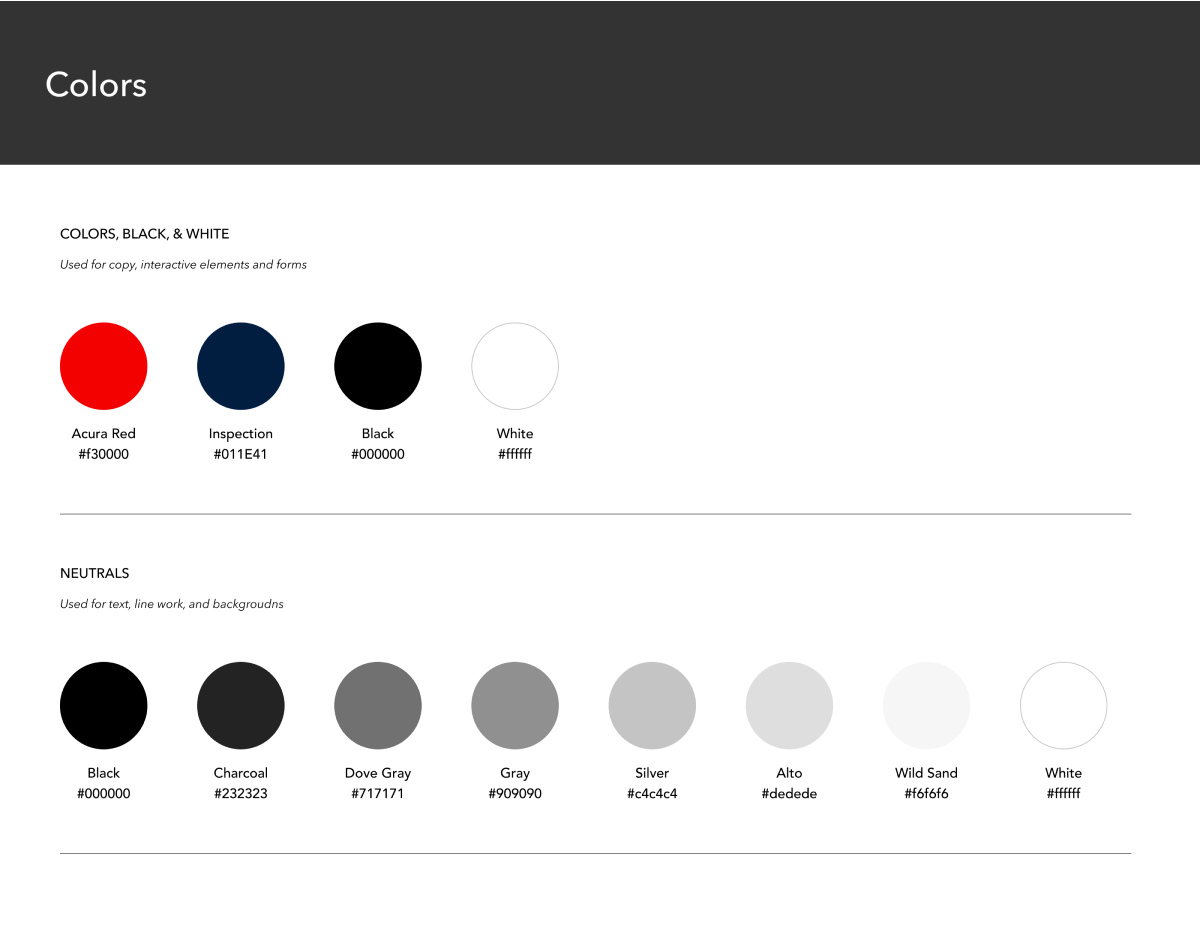 Colors
COLORS, BLACK, & WHITE
Used for copy, interactive elements and forms
Acura Red
#f30000
Inspection
#011E41
Black
#000000
White
#ffffff
NEUTRALS
Used for text, line work, and backgroudns
Black
#000000
Charcoal
#232323
Dove Gray
#717171
Gray
#909090
Silver
#c4c4c4
Alto
#dedede
Wild Sand
#f6f6f6
White
#ffffff